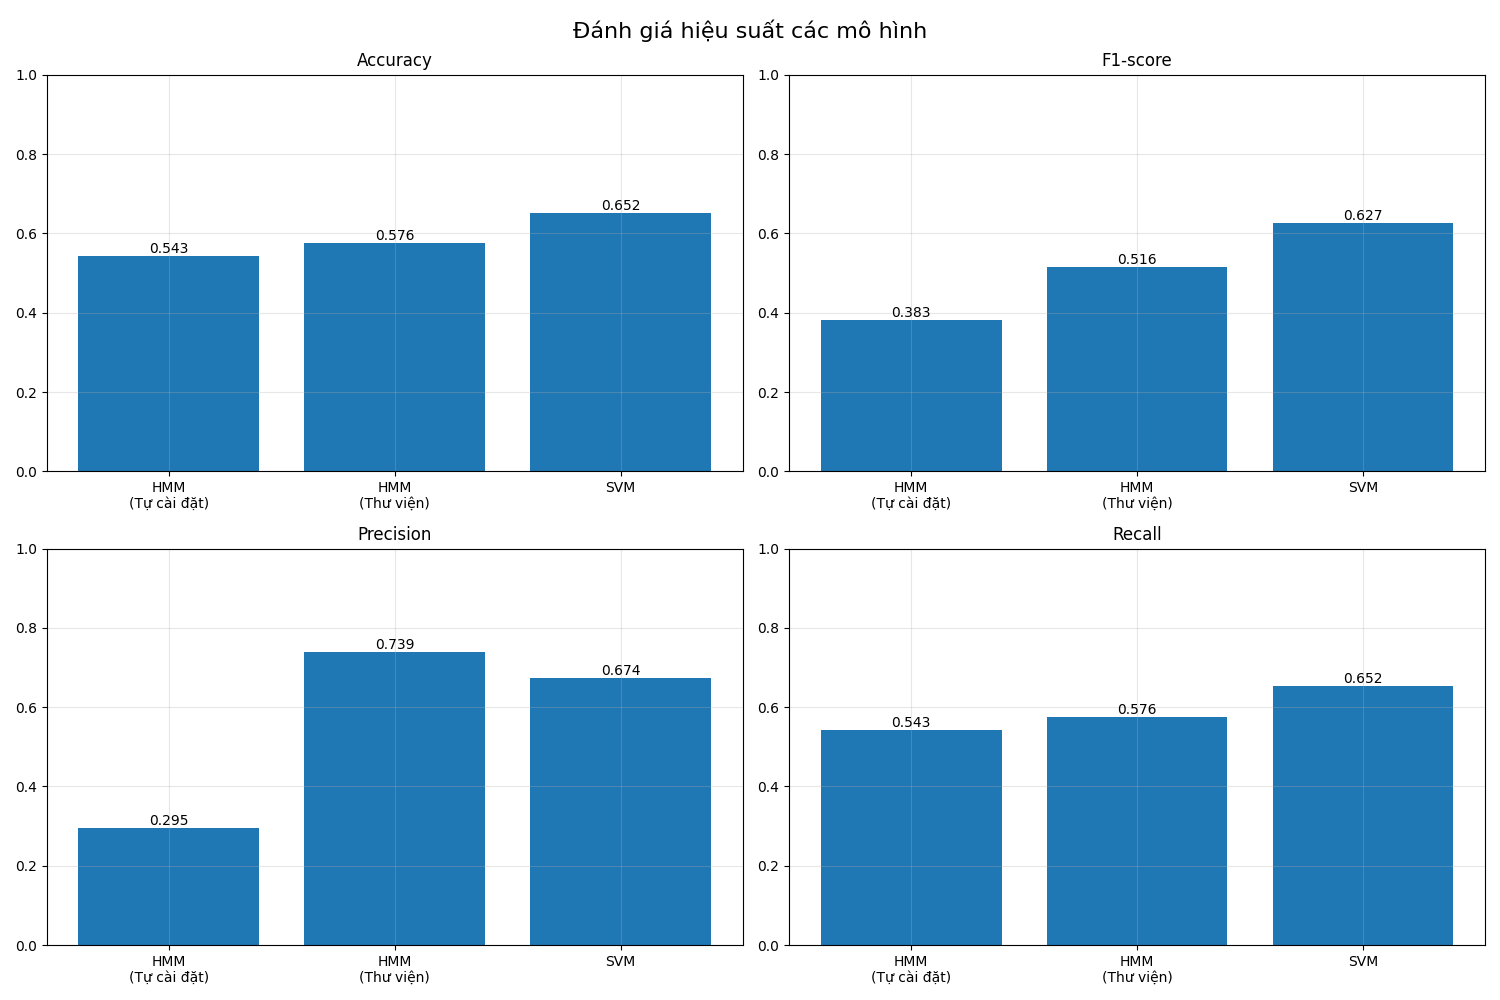 Đánh giá hiệu suất các mô hình
Accuracy
1.0
0.8
0.6
0.4
0.2
0.0
0.543
0.576
0.652
HMM
(Tự cài đặt)
HMM
(Thư viện)
SVM
F1-score
1.0
0.8
0.6
0.4
0.2
0.0
0.383
0.516
0.627
HMM
(Tự cài đặt)
HMM
(Thư viện)
SVM
Precision
1.0
0.8
0.6
0.4
0.2
0.0
0.295
0.739
0.674
HMM
(Tự cài đặt)
HMM
(Thư viện)
SVM
Recall
1.0
0.8
0.6
0.4
0.2
0.0
0.543
0.576
0.652
HMM
(Tự cài đặt)
HMM
(Thư viện)
SVM